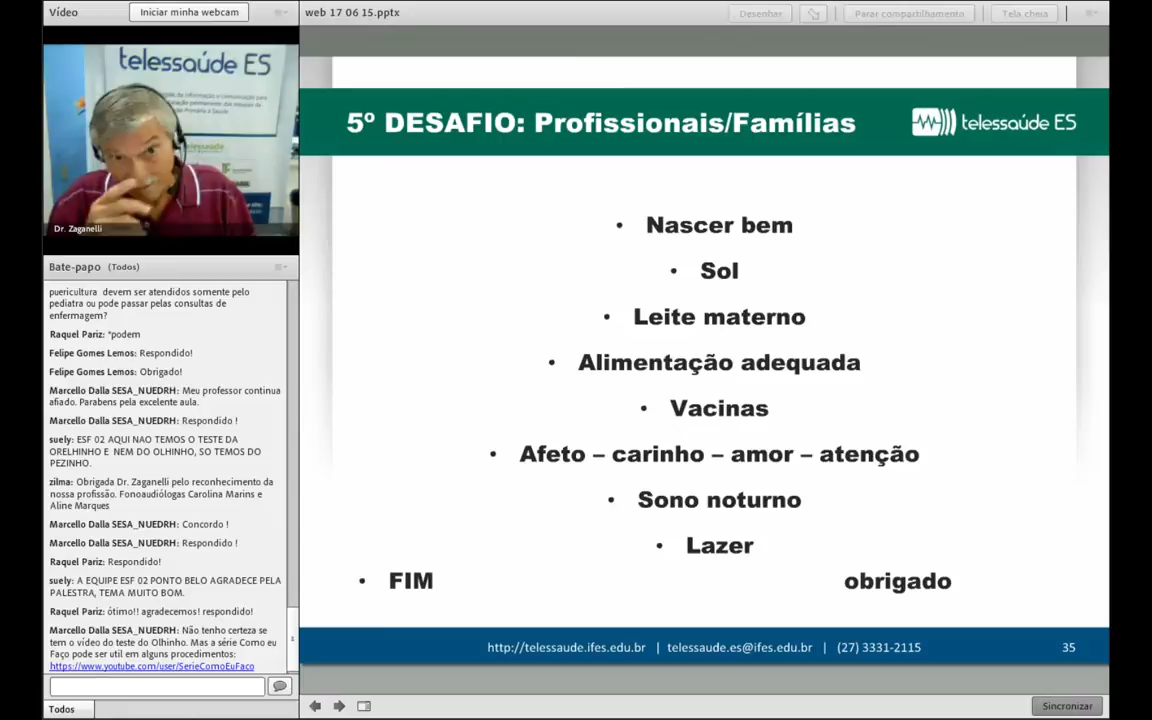 Vídeo
Iniciar minha webcam
web 17 06 15.pptx
Desenhar
Parar compartilhamento
Tela cheia
telessaúde ES
Dr. Zaganelli
Bate-papo (Todos)
puericultura devem ser atendidos somente pelo
pediatra ou pode passar pelas consultas de
enfermagem?
Raquel Pariz: *podem
Felipe Gomes Lemos: Respondido!
Felipe Gomes Lemos: Obrigado!
Marcello Dalla SESA_NUEDRH: Meu professor continua
afiado. Parabens pela excelente aula.
Marcello Dalla SESA_NUEDRH: Respondido !
suely: ESF 02 AQUI NAO TEMOS O TESTE DA
ORELHINHO E NEM DO OLHINHO, SO TEMOS DO
PEZINHO.
zilma: Obrigada Dr. Zaganelli pelo reconhecimento da
nossa profissão. Fonoaudiólogas Carolina Marins e
Aline Marques
Marcello Dalla SESA_NUEDRH: Concordo !
Marcello Dalla SESA_NUEDRH: Respondido !
Raquel Pariz: Respondido!
suely: A EQUIPE ESF 02 PONTO BELO AGRADECE PELA
PALESTRA, TEMA MUITO BOM.
Raquel Pariz: ótimo!! agradecemos! respondido!
Marcello Dalla SESA_NUEDRH: Não tenho certeza se
tem o vídeo do teste do Olhinho. Mas a série Como eu
Faço pode ser util em alguns procedimentos:
https://www.youtube.com/user/SerieComoEuFaco
Todos
5º DESAFIO: Profissionais/Famílias
telessaúde ES
• Nascer bem
• Sol
• Leite materno
• Alimentação adequada
• Vacinas
• Afeto – carinho – amor – atenção
• Sono noturno
• Lazer
• FIM obrigado
http://telessaude.ifes.edu.br | telessaude.es@ifes.edu.br | (27) 3331-2115 35
Sincronizar